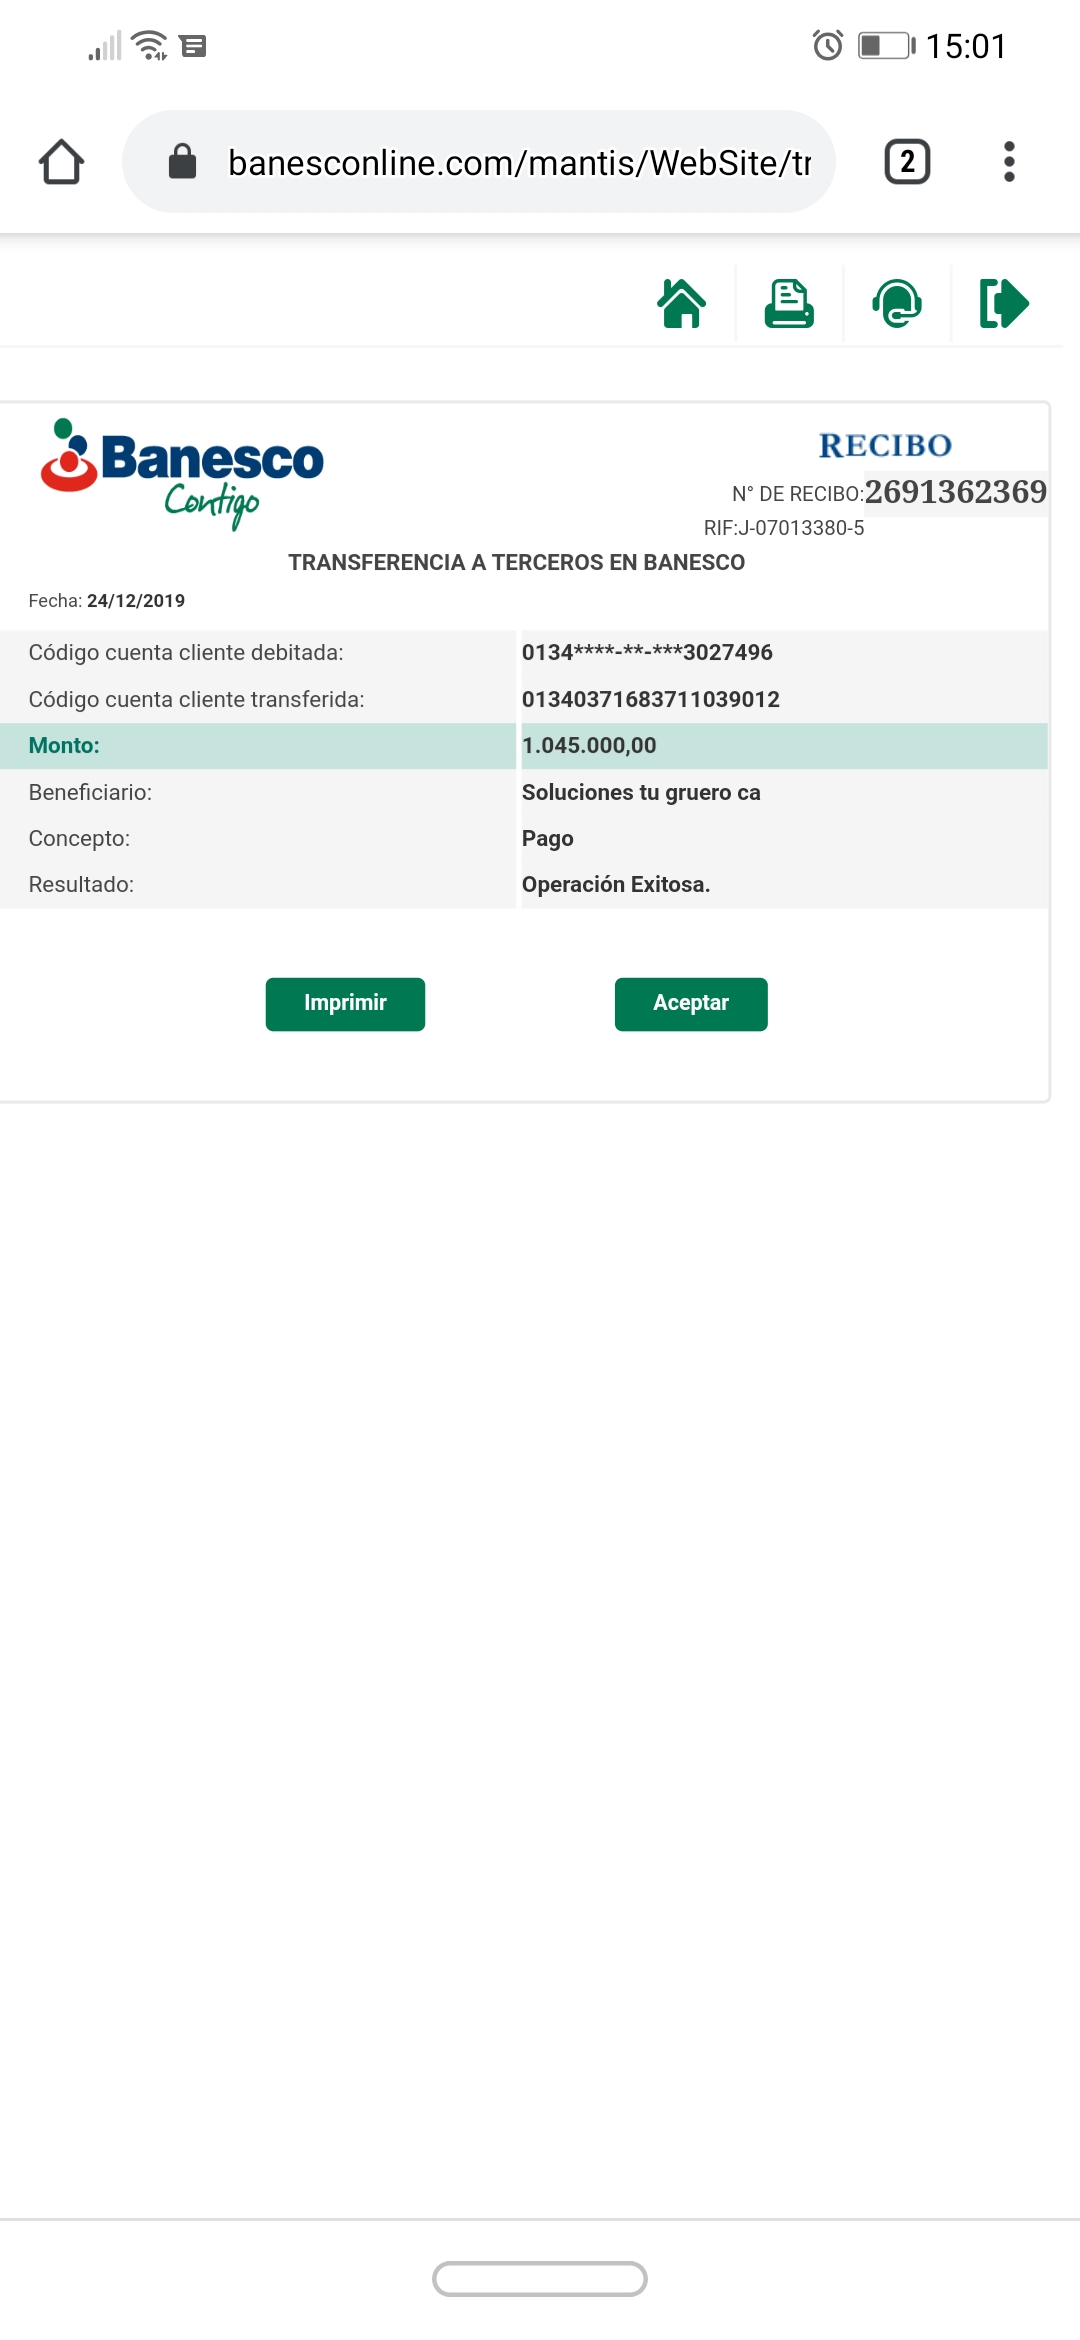 15:01
banesconline.com/mantis/WebSite/tr
2
Banesco
Contigo
RECIBO
N° DE RECIBO:2691362369
RIF:J-07013380-5
TRANSFERENCIA A TERCEROS EN BANESCO
Fecha: 24/12/2019
Código cuenta cliente debitada: 0134****-**-***3027496
Código cuenta cliente transferida: 01340371683711039012
Monto: 1.045.000,00
Beneficiario: Soluciones tu gruero ca
Concepto: Pago
Resultado: Operación Exitosa.
Imprimir Aceptar